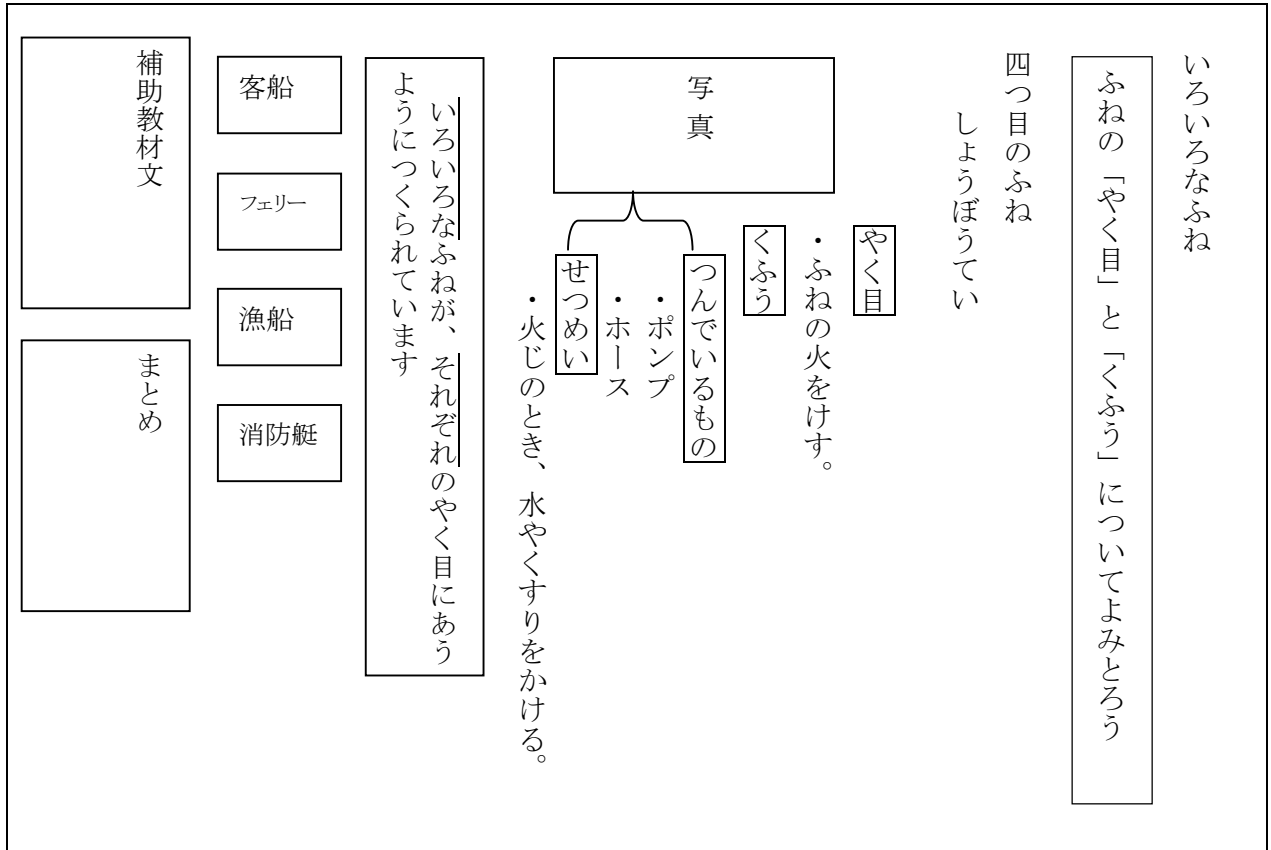 いろいろなふね
ふねの「やく目」と「くふう」についてよみとろう
四つ目のふね
しょうぼうてい
やく目
・ふねの火をけす。
くふう
つんでいるもの
・ポンプ
・ホース
せつめい
・火じのとき、水やくすりをかける。
写真
いろいろなふねが、それぞれのやく目にあう
ようにつくられています
客船
フェリー
漁船
消防艇
補助教材文
まとめ